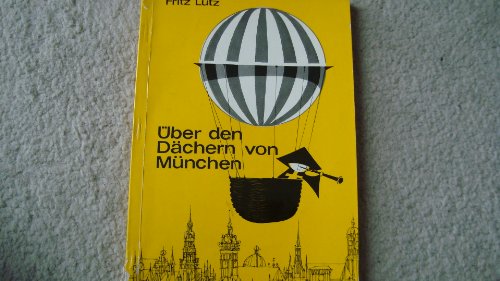 Fritz Lutz
Über den
Dächern von
München